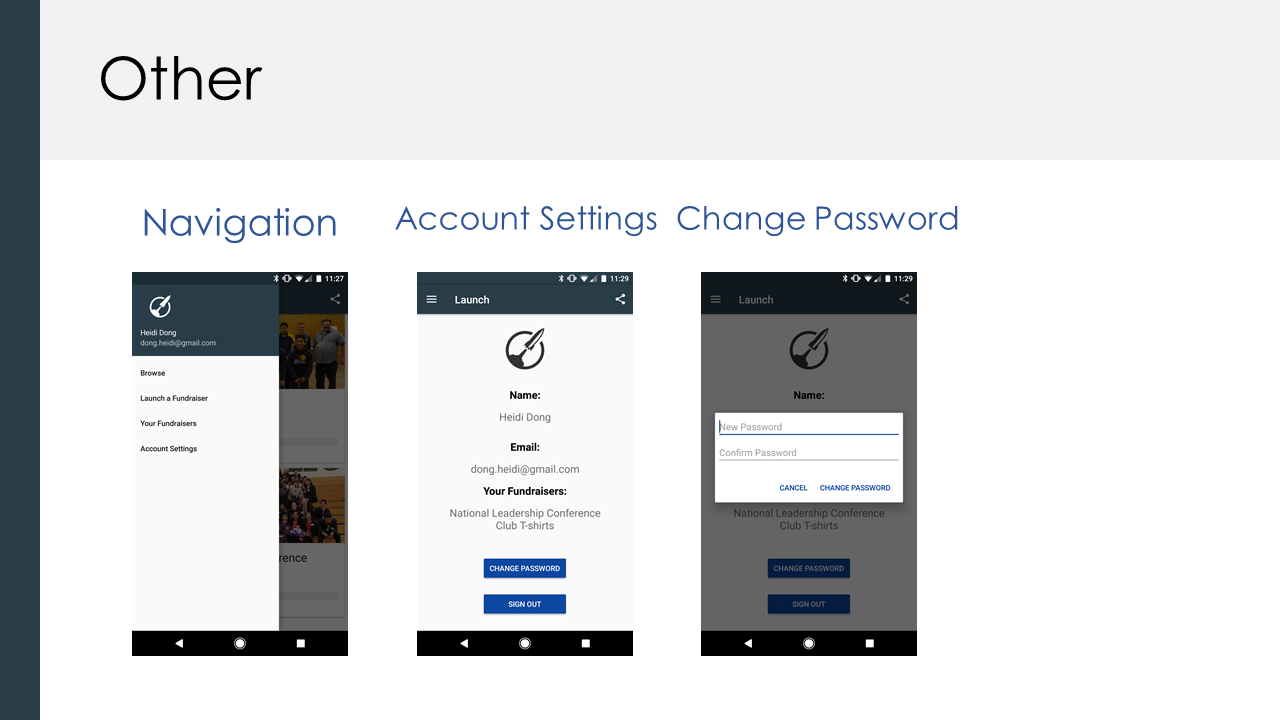 Other
Navigation
Account Settings
Change Password
11:27
Heidi Dong
dong.heidi@gmail.com
Browse
Launch a Fundraiser
Your Fundraisers
Account Settings
rence
11:29
Launch
Name:
Heidi Dong
Email:
dong.heidi@gmail.com
Your Fundraisers:
National Leadership Conference
Club T-shirts
CHANGE PASSWORD
SIGN OUT
11:29
Launch
Name:
New Password
Confirm Password
CANCEL CHANGE PASSWORD
National Leadership Conference
Club T-shirts
CHANGE PASSWORD
SIGN OUT